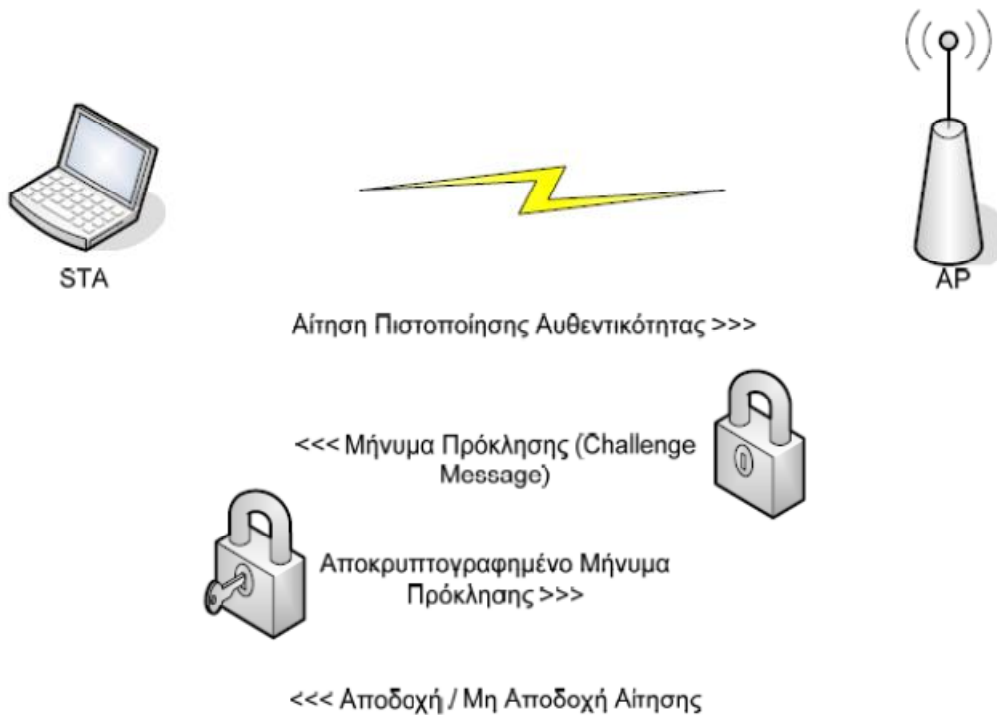 STA
AP
Αίτηση Πιστοποίησης Αυθεντικότητας >>>
<<< Μήνυμα Πρόκλησης (Challenge
Message)
Αποκρυπτογραφημένο Μήνυμα
Πρόκλησης >>>
<<< Αποδοχή / Μη Αποδοχή Αίτησης